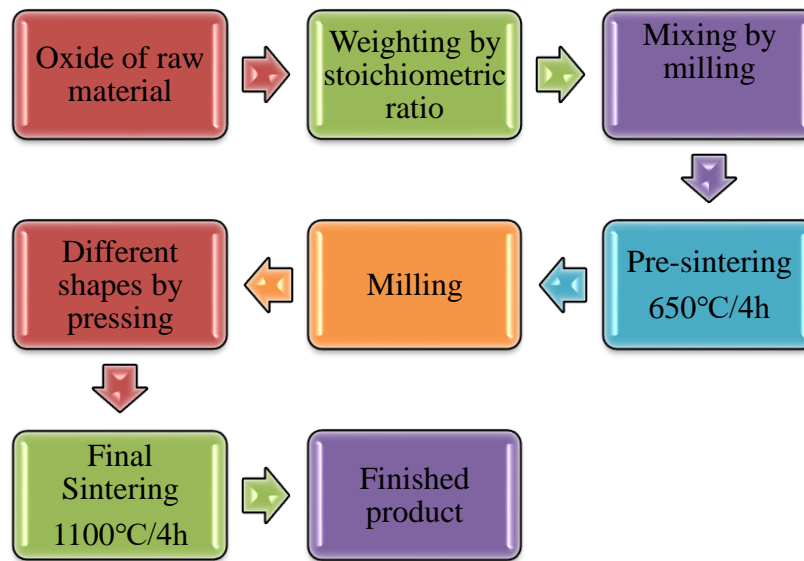 Oxide of raw
material
Weighting by
stoichiometric
ratio
Mixing by
milling
Pre-sintering
650℃/4h
Milling
Different
shapes by
pressing
Final
Sintering
1100℃/4h
Finished
product